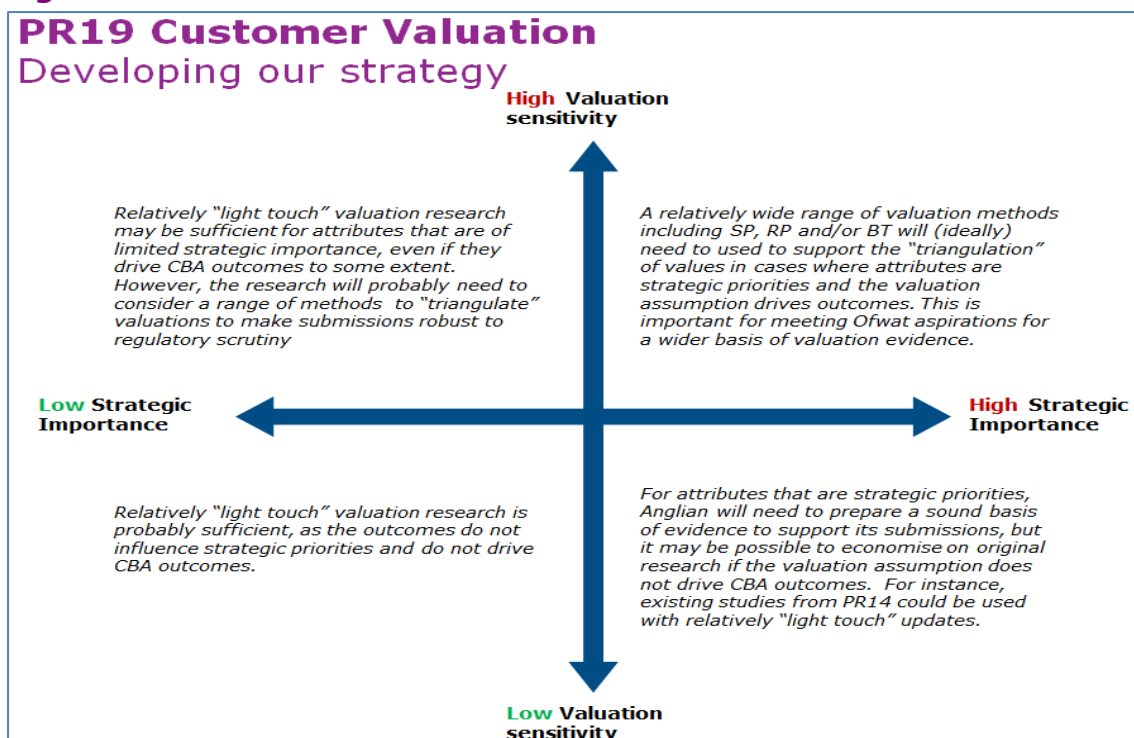 PR19 Customer Valuation
Developing our strategy
High Valuation
sensitivity
Relatively “light touch” valuation research
may be sufficient for attributes that are of
limited strategic importance, even if they
drive CBA outcomes to some extent.
However, the research will probably need to
consider a range of methods to “triangulate”
valuations to make submissions robust to
regulatory scrutiny
A relatively wide range of valuation methods
including SP, RP and/or BT will (ideally)
need to used to support the “triangulation”
of values in cases where attributes are
strategic priorities and the valuation
assumption drives outcomes. This is
important for meeting Ofwat aspirations for
a wider basis of valuation evidence.
Low Strategic
Importance
High Strategic
Importance
Relatively “light touch” valuation research is
probably sufficient, as the outcomes do not
influence strategic priorities and do not drive
CBA outcomes.
For attributes that are strategic priorities,
Anglian will need to prepare a sound basis
of evidence to support its submissions, but
it may be possible to economise on original
research if the valuation assumption does
not drive CBA outcomes. For instance,
existing studies from PR14 could be used
with relatively “light touch” updates.
Low Valuation
sensitivity